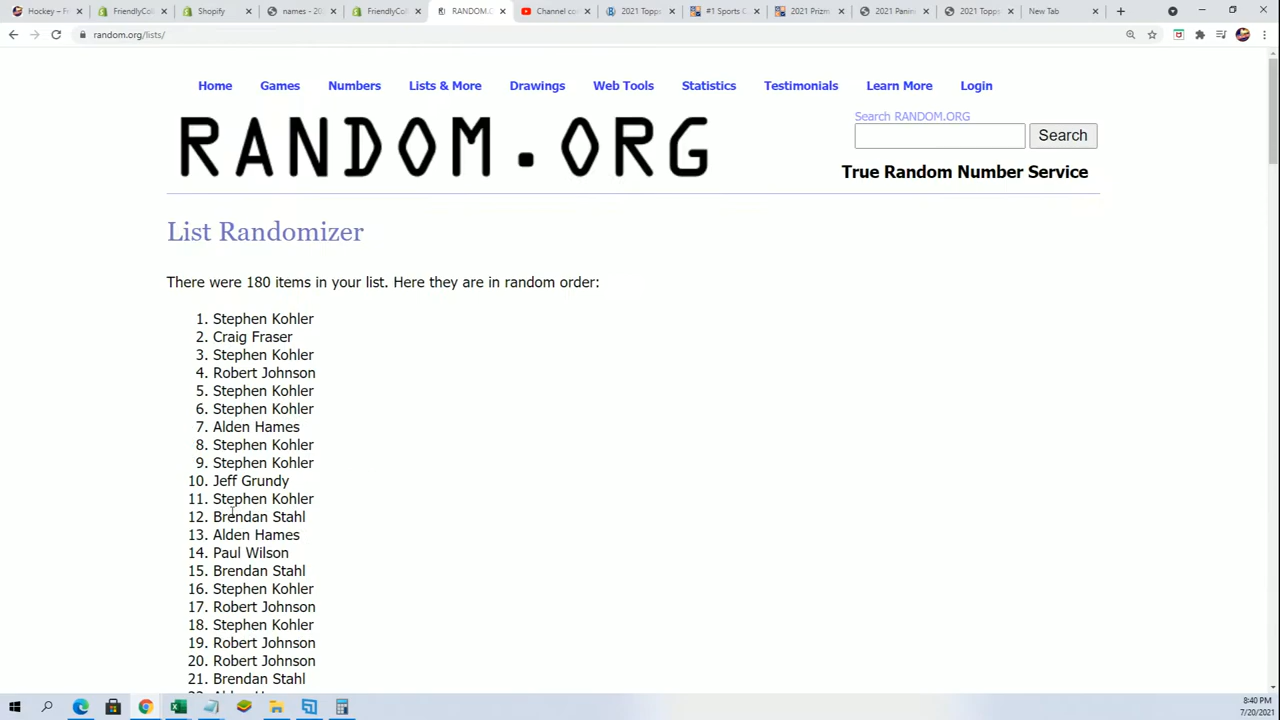 Hockey – F
FriendlyCol
Shopify
names - 20
FriendlyCol
RANDOM.C
Channel co
2021 Topps
#1 Sports C
2021 Prizm
2021 Panin
2021 Topp
New Tab
random.org/lists/
Home Games Numbers Lists & More Drawings Web Tools Statistics Testimonials Learn More Login
RANDOM.ORG
Search RANDOM.ORG
Search
True Random Number Service
List Randomizer
There were 180 items in your list. Here they are in random order:
1. Stephen Kohler
2. Craig Fraser
3. Stephen Kohler
4. Robert Johnson
5. Stephen Kohler
6. Stephen Kohler
7. Alden Hames
8. Stephen Kohler
9. Stephen Kohler
10. Jeff Grundy
11. Stephen Kohler
12. Brendan Stahl
13. Alden Hames
14. Paul Wilson
15. Brendan Stahl
16. Stephen Kohler
17. Robert Johnson
18. Stephen Kohler
19. Robert Johnson
20. Robert Johnson
21. Brendan Stahl
8:40 PM
7/20/2021